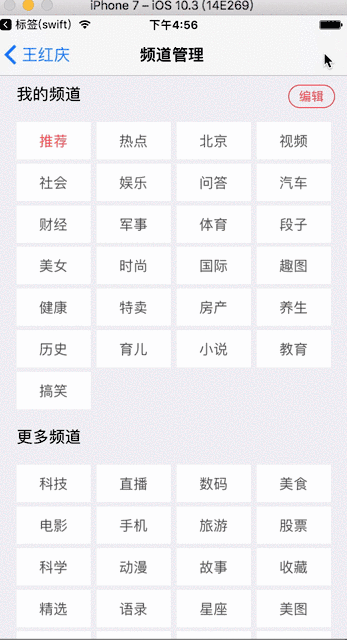 iPhone 7 – iOS 10.3 (14E269)
标签(swift) 下午4:56
王红庆 频道管理
我的频道 编辑
推荐 热点 北京 视频
社会 娱乐 问答 汽车
财经 军事 体育 段子
美女 时尚 国际 趣图
健康 特卖 房产 养生
历史 育儿 小说 教育
搞笑
更多频道
科技 直播 数码 美食
电影 手机 旅游 股票
科学 动漫 故事 收藏
精选 语录 星座 美图